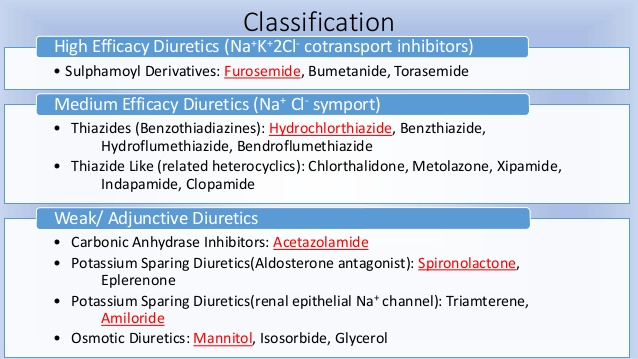 Classification
High Efficacy Diuretics (Na⁺K⁺2Cl⁻ cotransport inhibitors)
• Sulphamoyl Derivatives: Furosemide, Bumetanide, Torasemide
Medium Efficacy Diuretics (Na⁺ Cl⁻ symport)
• Thiazides (Benzothiadiazines): Hydrochlorthiazide, Benzthiazide,
Hydroflumethiazide, Bendroflumethiazide
• Thiazide Like (related heterocyclics): Chlorthalidone, Metolazone, Xipamide,
Indapamide, Clopamide
Weak/ Adjunctive Diuretics
• Carbonic Anhydrase Inhibitors: Acetazolamide
• Potassium Sparing Diuretics(Aldosterone antagonist): Spironolactone,
Eplerenone
• Potassium Sparing Diuretics(renal epithelial Na⁺ channel): Triamterene,
Amiloride
• Osmotic Diuretics: Mannitol, Isosorbide, Glycerol